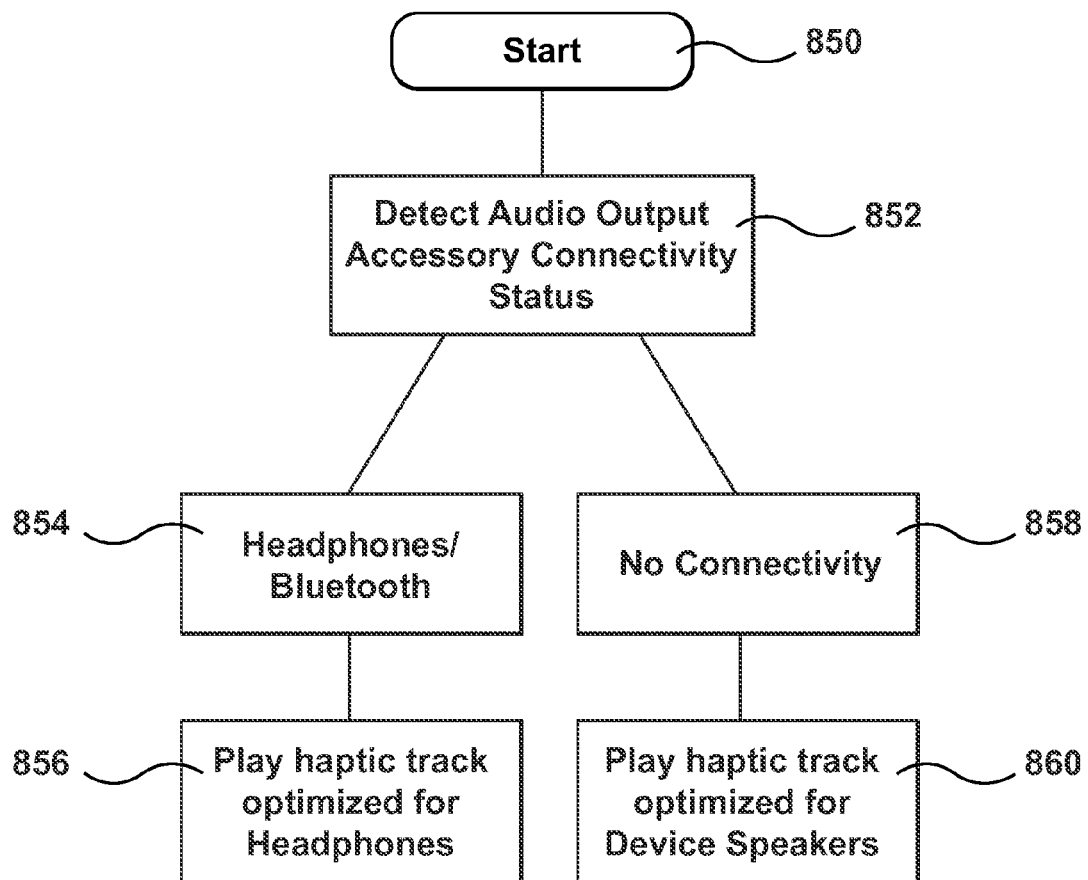 Start
850
Detect Audio Output
Accessory Connectivity
Status
852
854
Headphones/
Bluetooth
No Connectivity
858
856
Play haptic track
optimized for
Headphones
Play haptic track
optimized for
Device Speakers
860